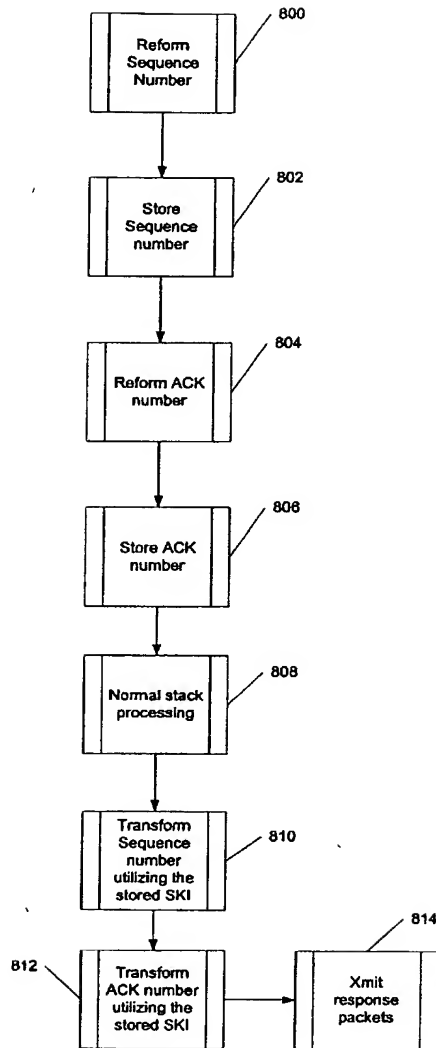 800
Reform
Sequence
Number
802
Store
Sequence
number
804
Reform ACK
number
806
Store ACK
number
808
Normal stack
processing
810
Transform
Sequence
number
utilizing the
stored SKI
814
812
Transform
ACK number
utilizing the
stored SKI
Xmit
response
packets